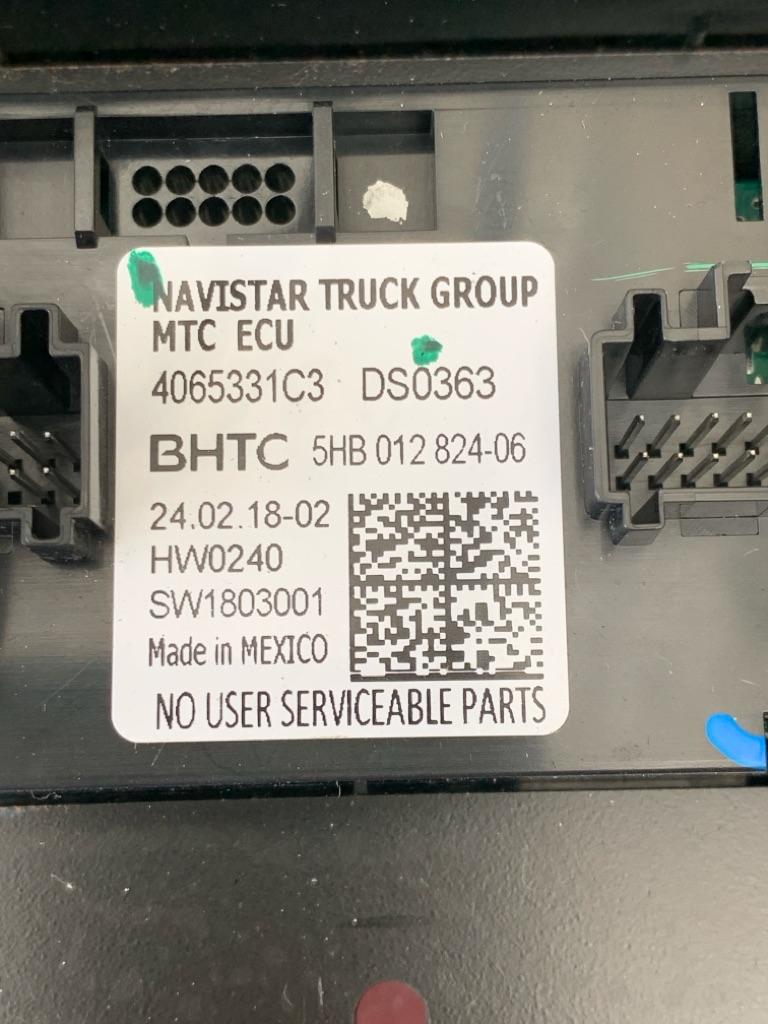 NAVISTAR TRUCK GROUP
MTC ECU
4065331C3 DS0363
BHTC 5HB 012 824-06
24.02.18-02
HW0240
SW1803001
Made in MEXICO
NO USER SERVICEABLE PARTS